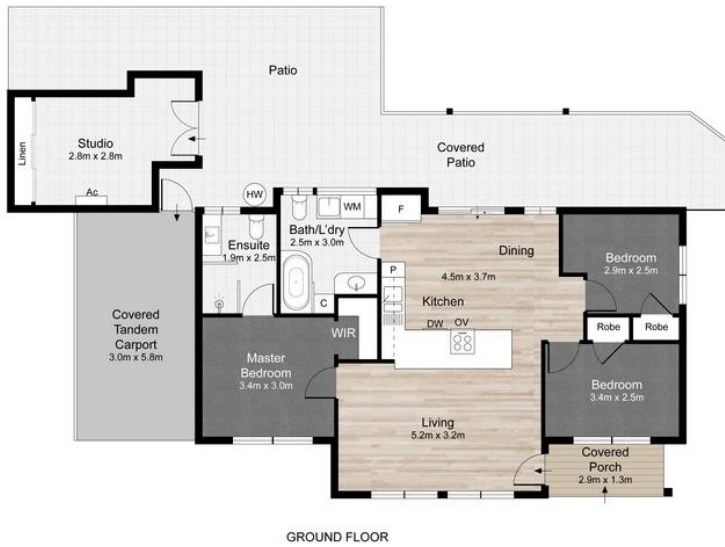 Patio
Studio
2.8m x 2.8m
Linen
Ac
Covered
Patio
HW
WM
F
Bath/L'dry
2.5m x 3.0m
Ensuite
1.9m x 2.5m
Dining
4.5m x 3.7m
Bedroom
2.9m x 2.5m
P
Kitchen
C
DW
OV
Robe
Robe
Covered
Tandem
Carport
3.0m x 5.8m
WIR
Master
Bedroom
3.4m x 3.0m
Bedroom
3.4m x 2.5m
Living
5.2m x 3.2m
Covered
Porch
2.9m x 1.3m
GROUND FLOOR